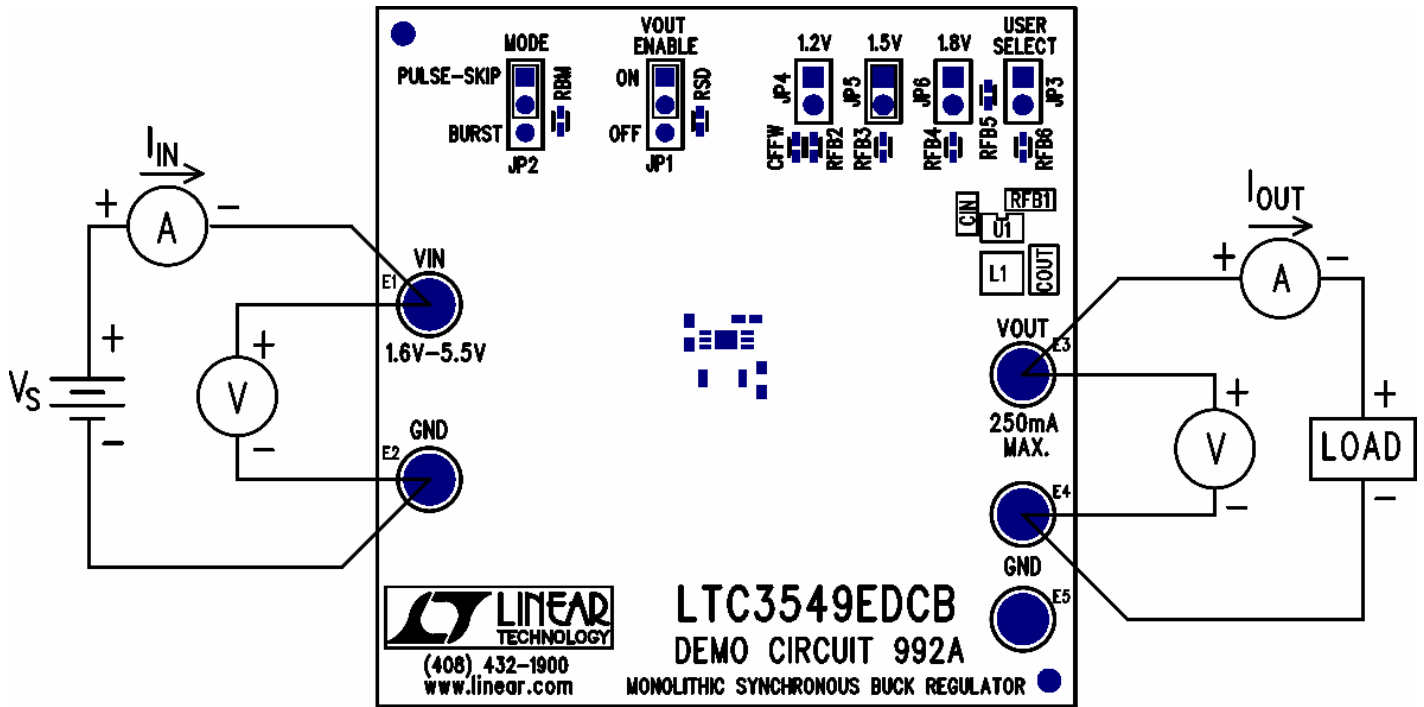 MODE
VOUT
ENABLE
1.2V
1.5V
1.8V
USER
SELECT
PULSE-SKIP
BURST
RBM
JP2
ON
OFF
RSD
JP1
JP4
JP5
JP6
JP3
CFFW
RFB2
RFB3
RFB4
RFB5
RFB6
CIN
RFB1
U1
L1
COUT
IIN
+
A
-
VS
+
-
+
V
-
E1
VIN
1.6V-5.5V
E2
GND
VOUT
E3
250mA
MAX.
E4
GND
E5
IOUT
+
A
-
+
V
-
+
LOAD
-
LINEAR
TECHNOLOGY
(408) 432-1900
www.linear.com
LTC3549EDCB
DEMO CIRCUIT 992A
MONOLITHIC SYNCHRONOUS BUCK REGULATOR